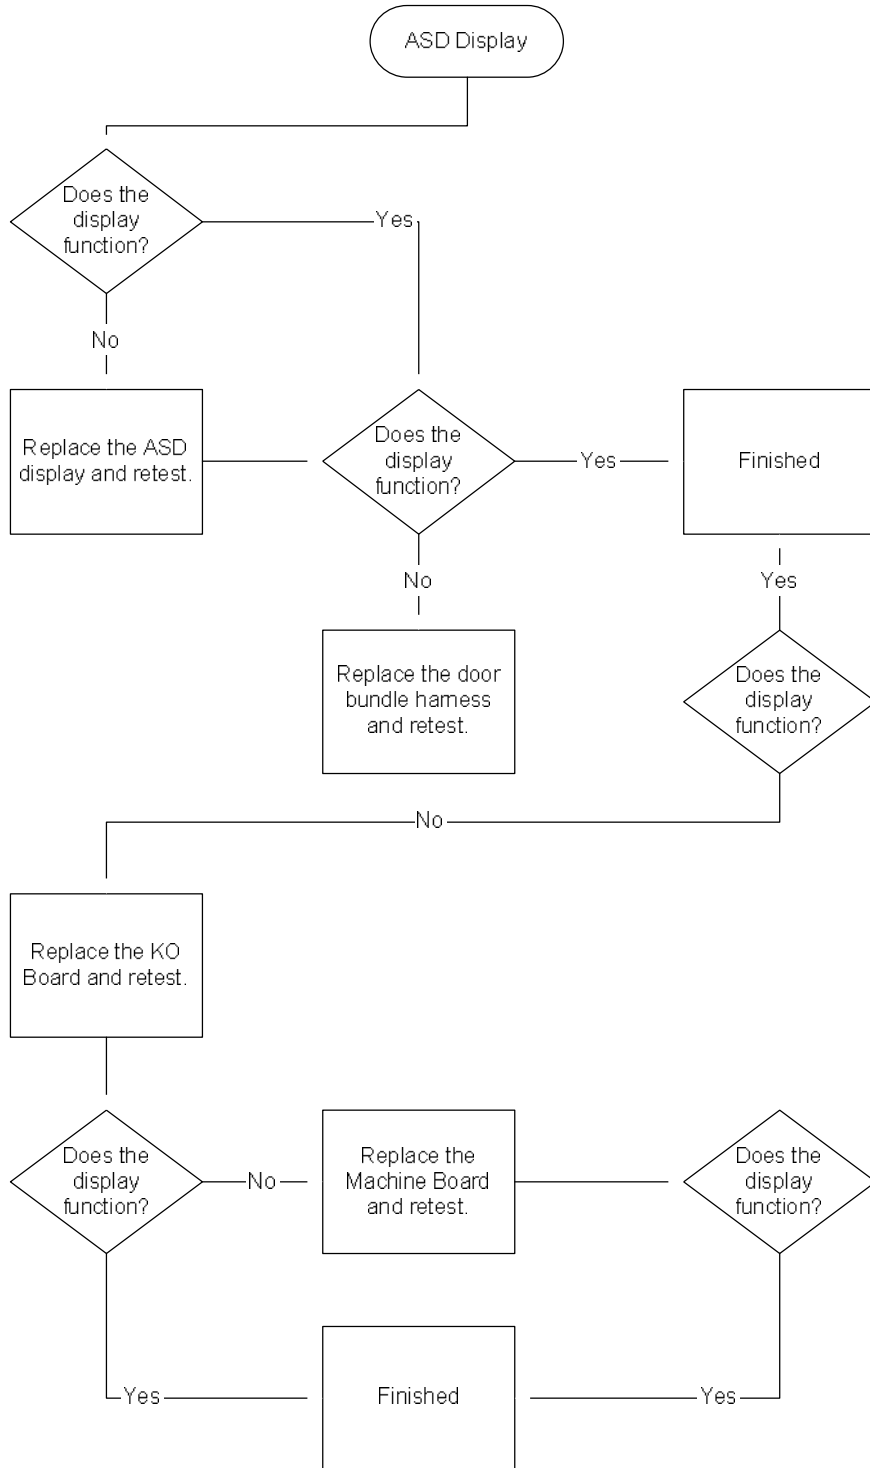 ASD Display
Does the
display
function?
Yes
No
Replace the ASD
display and retest.
Does the
display
function?
Yes
Finished
No
Yes
Replace the door
bundle harness
and retest.
Does the
display
function?
No
Replace the KO
Board and retest.
Does the
display
function?
No
Replace the
Machine Board
and retest.
Does the
display
function?
Yes
Finished
Yes